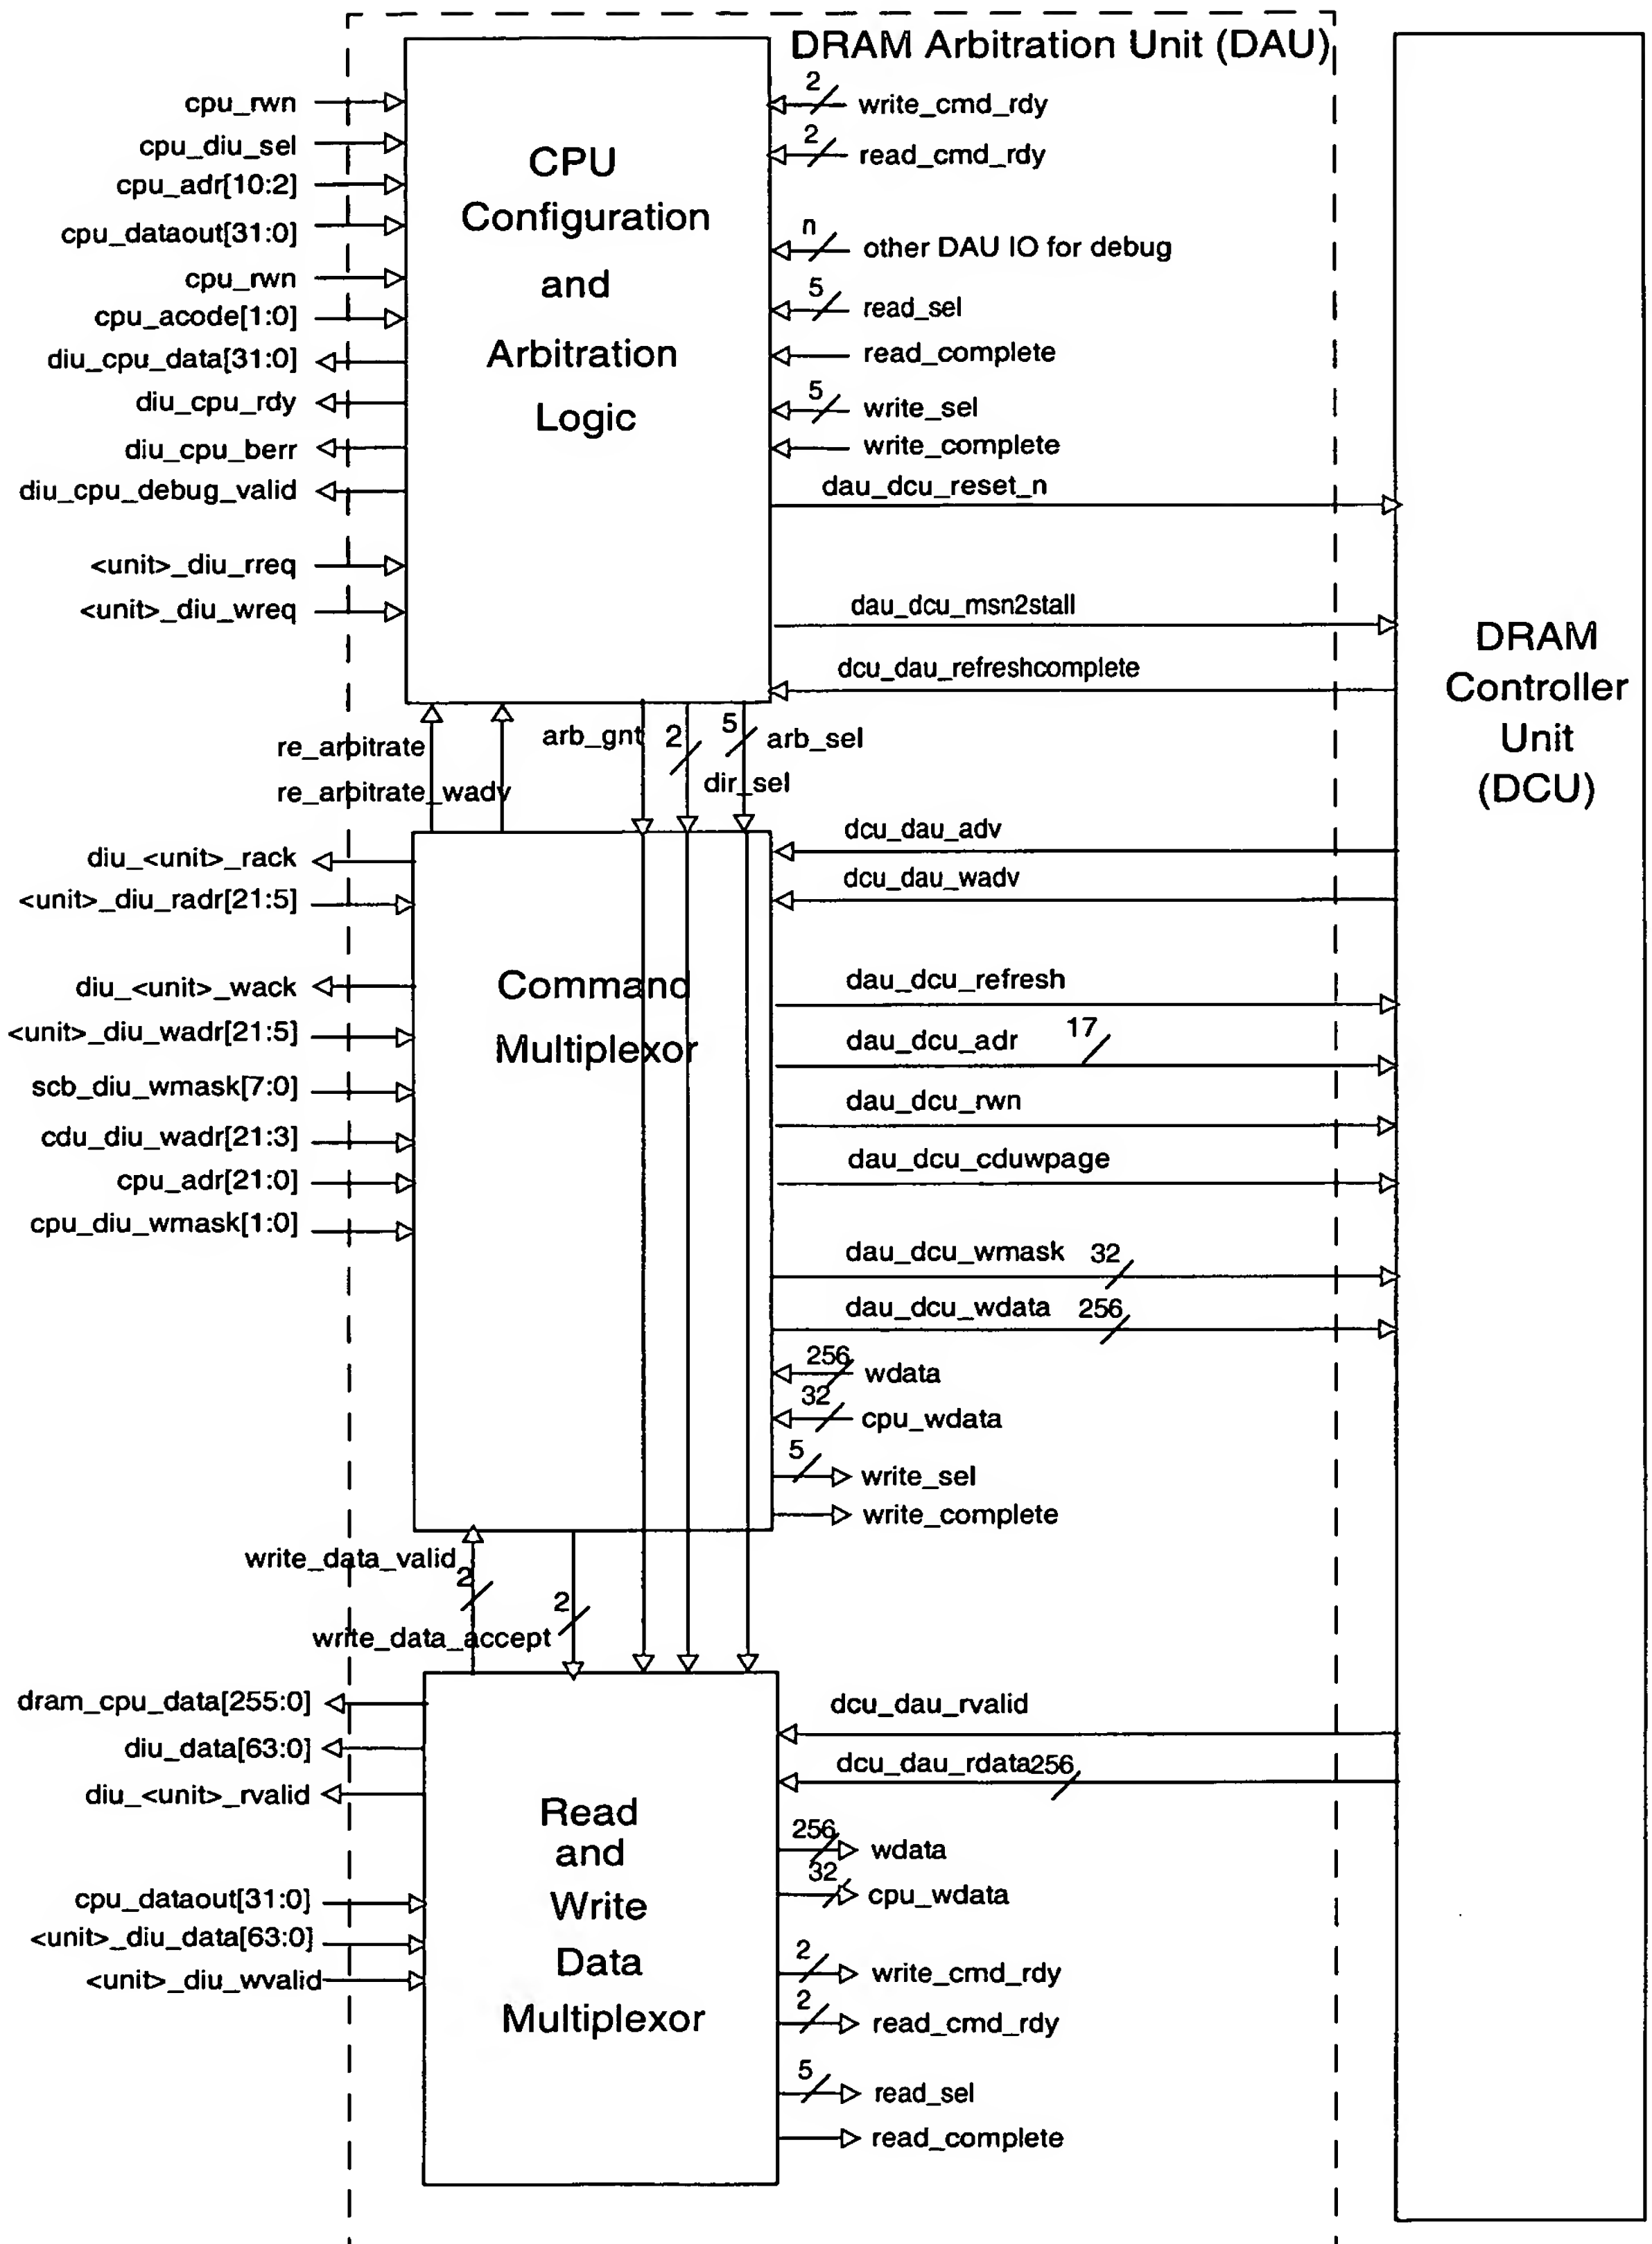 DRAM Arbitration Unit (DAU)
cpu_rwn
cpu_diu_sel
cpu_adr[10:2]
cpu_dataout[31:0]
cpu_rwn
cpu_acode[1:0]
diu_cpu_data[31:0]
diu_cpu_rdy
diu_cpu_berr
diu_cpu_debug_valid
<unit>_diu_rreq
<unit>_diu_wreq
CPU
Configuration
and
Arbitration
Logic
2
write_cmd_rdy
2
read_cmd_rdy
n
other DAU IO for debug
5
read_sel
read_complete
5
write_sel
write_complete
dau_dcu_reset_n
dau_dcu_msn2stall
dcu_dau_refreshcomplete
DRAM
Controller
Unit
(DCU)
re_arbitrate
re_arbitrate_wadv
arb_gnt
2
dir_sel
5
arb_sel
diu_<unit>_rack
<unit>_diu_radr[21:5]
diu_<unit>_wack
<unit>_diu_wadr[21:5]
scb_diu_wmask[7:0]
cdu_diu_wadr[21:3]
cpu_adr[21:0]
cpu_diu_wmask[1:0]
Command
Multiplexor
dcu_dau_adv
dcu_dau_wadv
dau_dcu_refresh
dau_dcu_adr 17
dau_dcu_rwn
dau_dcu_cduwpage
dau_dcu_wmask 32
dau_dcu_wdata 256
256
wdata
32
cpu_wdata
5
write_sel
write_complete
write_data_valid
2
2
write_data_accept
dram_cpu_data[255:0]
diu_data[63:0]
diu_<unit>_rvalid
cpu_dataout[31:0]
<unit>_diu_data[63:0]
<unit>_diu_wvalid
Read
and
Write
Data
Multiplexor
dcu_dau_rvalid
dcu_dau_rdata256
256
wdata
32
cpu_wdata
2
write_cmd_rdy
2
read_cmd_rdy
5
read_sel
read_complete